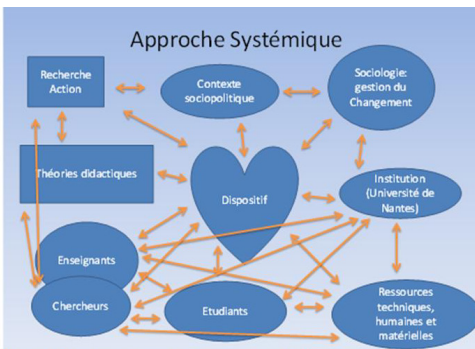 Approche Systémique
Recherche
Action
Contexte
sociopolitique
Sociologie:
gestion du
Changement
Théories didactiques
Dispositif
Institution
(Université de
Nantes)
Enseignants
Chercheurs
Etudiants
Ressources
techniques,
humaines et
matérielles